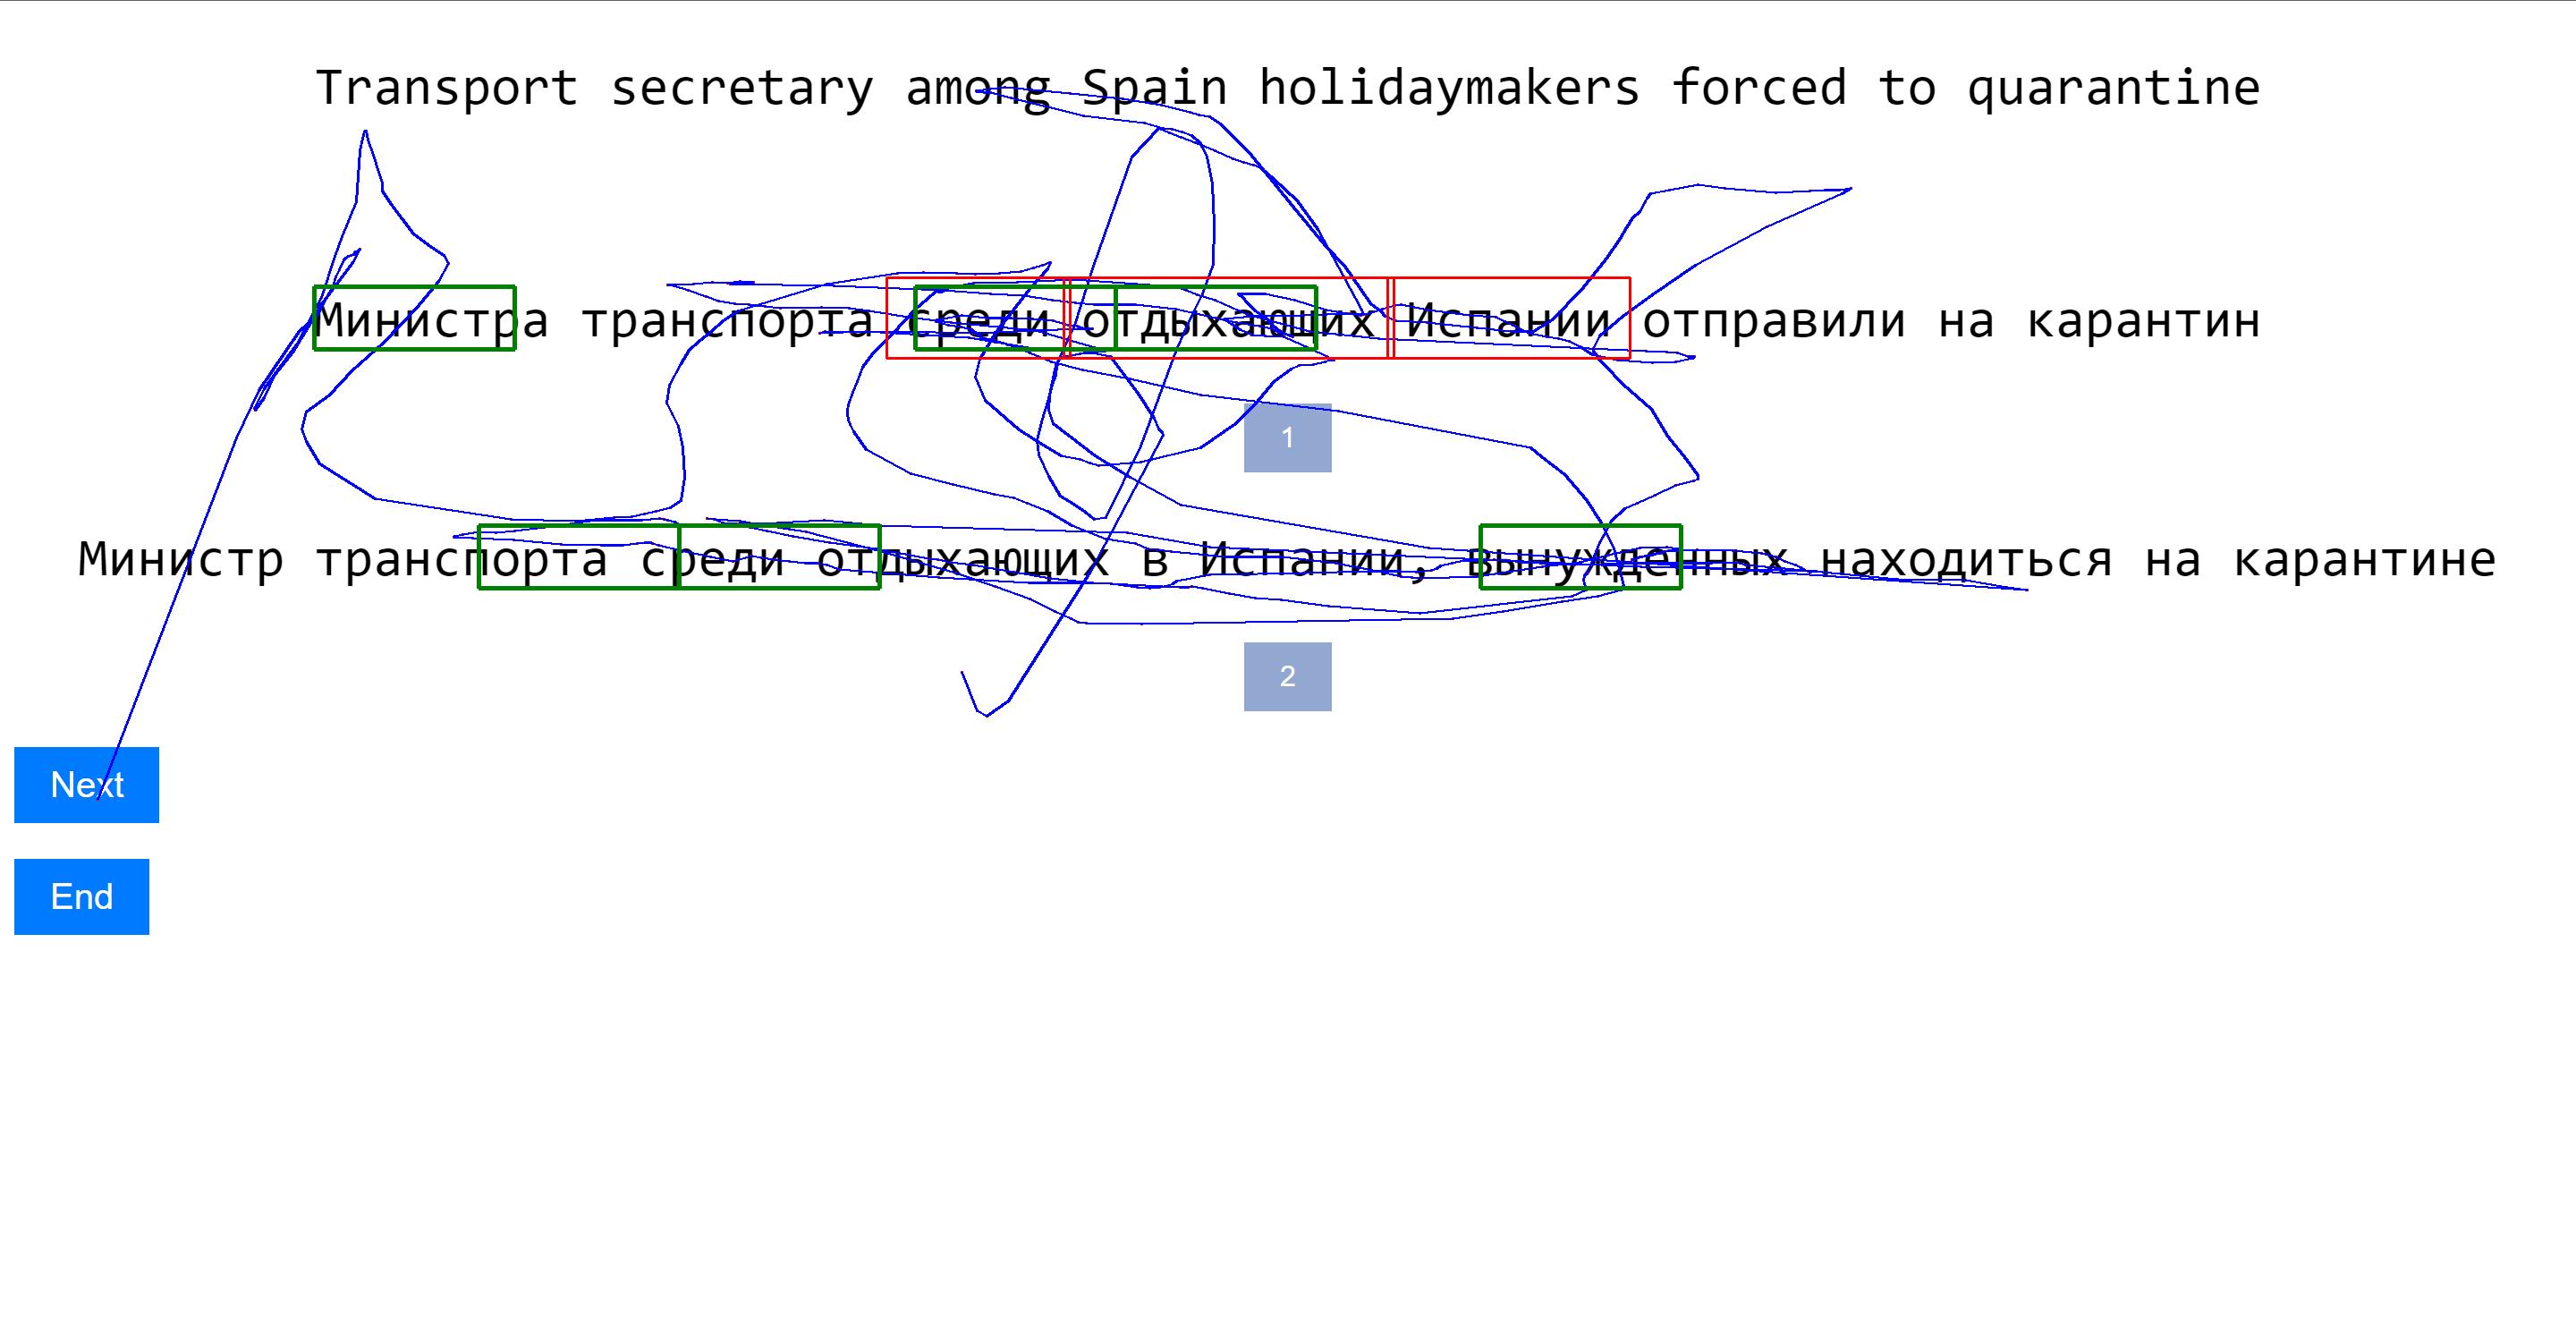 Transport secretary among Spain holidaymakers forced to quarantine
Министра транспорта среди отдыхающих Испании отправили на карантин
1
Министр транспорта среди отдыхающих в Испании, вынужденных находиться на карантине
2
Next
End